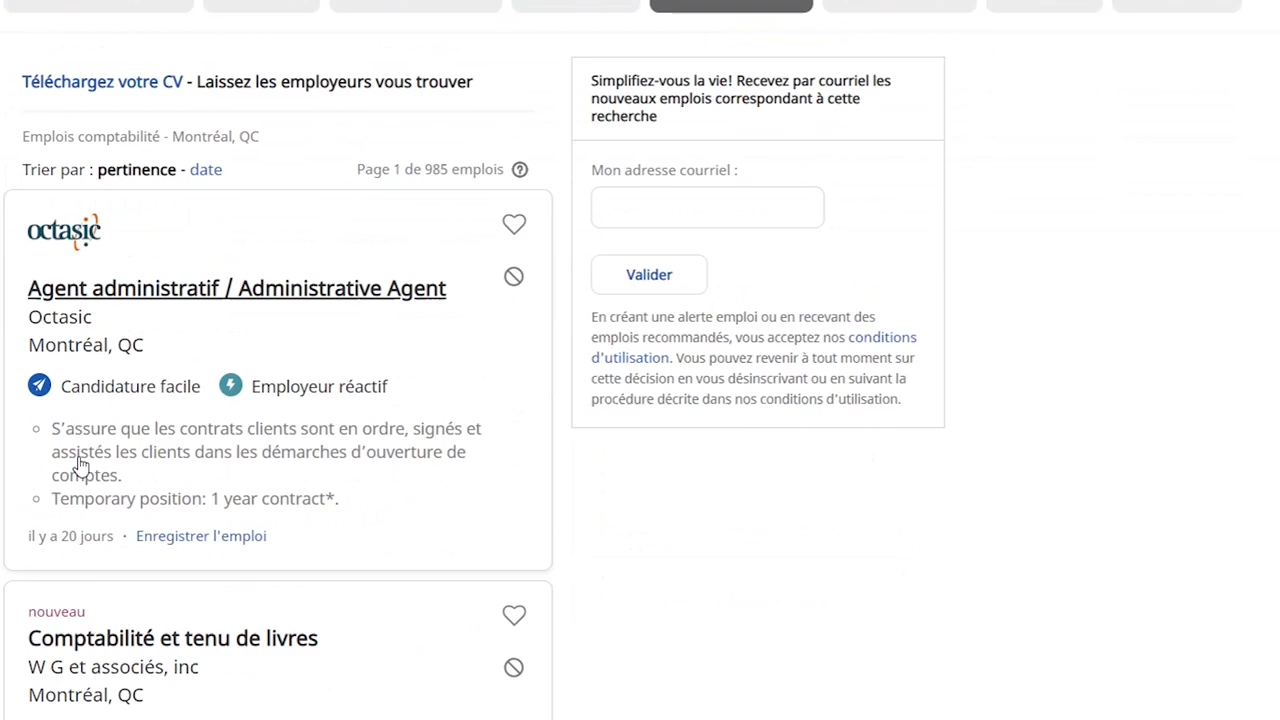 Téléchargez votre CV - Laissez les employeurs vous trouver
Emplois comptabilité - Montréal, QC
Trier par : pertinence - date
Page 1 de 985 emplois ?
octasic
Agent administratif / Administrative Agent
Octasic
Montréal, QC
Candidature facile
Employeur réactif
S'assure que les contrats clients sont en ordre, signés et
assistés les clients dans les démarches d'ouverture de
comptes.
Temporary position: 1 year contract*.
il y a 20 jours · Enregistrer l'emploi
nouveau
Comptabilité et tenu de livres
W G et associés, inc
Montréal, QC
Simplifiez-vous la vie! Recevez par courriel les
nouveaux emplois correspondant à cette
recherche
Mon adresse courriel :
Valider
En créant une alerte emploi ou en recevant des
emplois recommandés, vous acceptez nos conditions
d'utilisation. Vous pouvez revenir à tout moment sur
cette décision en vous désinscrivant ou en suivant la
procédure décrite dans nos conditions d'utilisation.